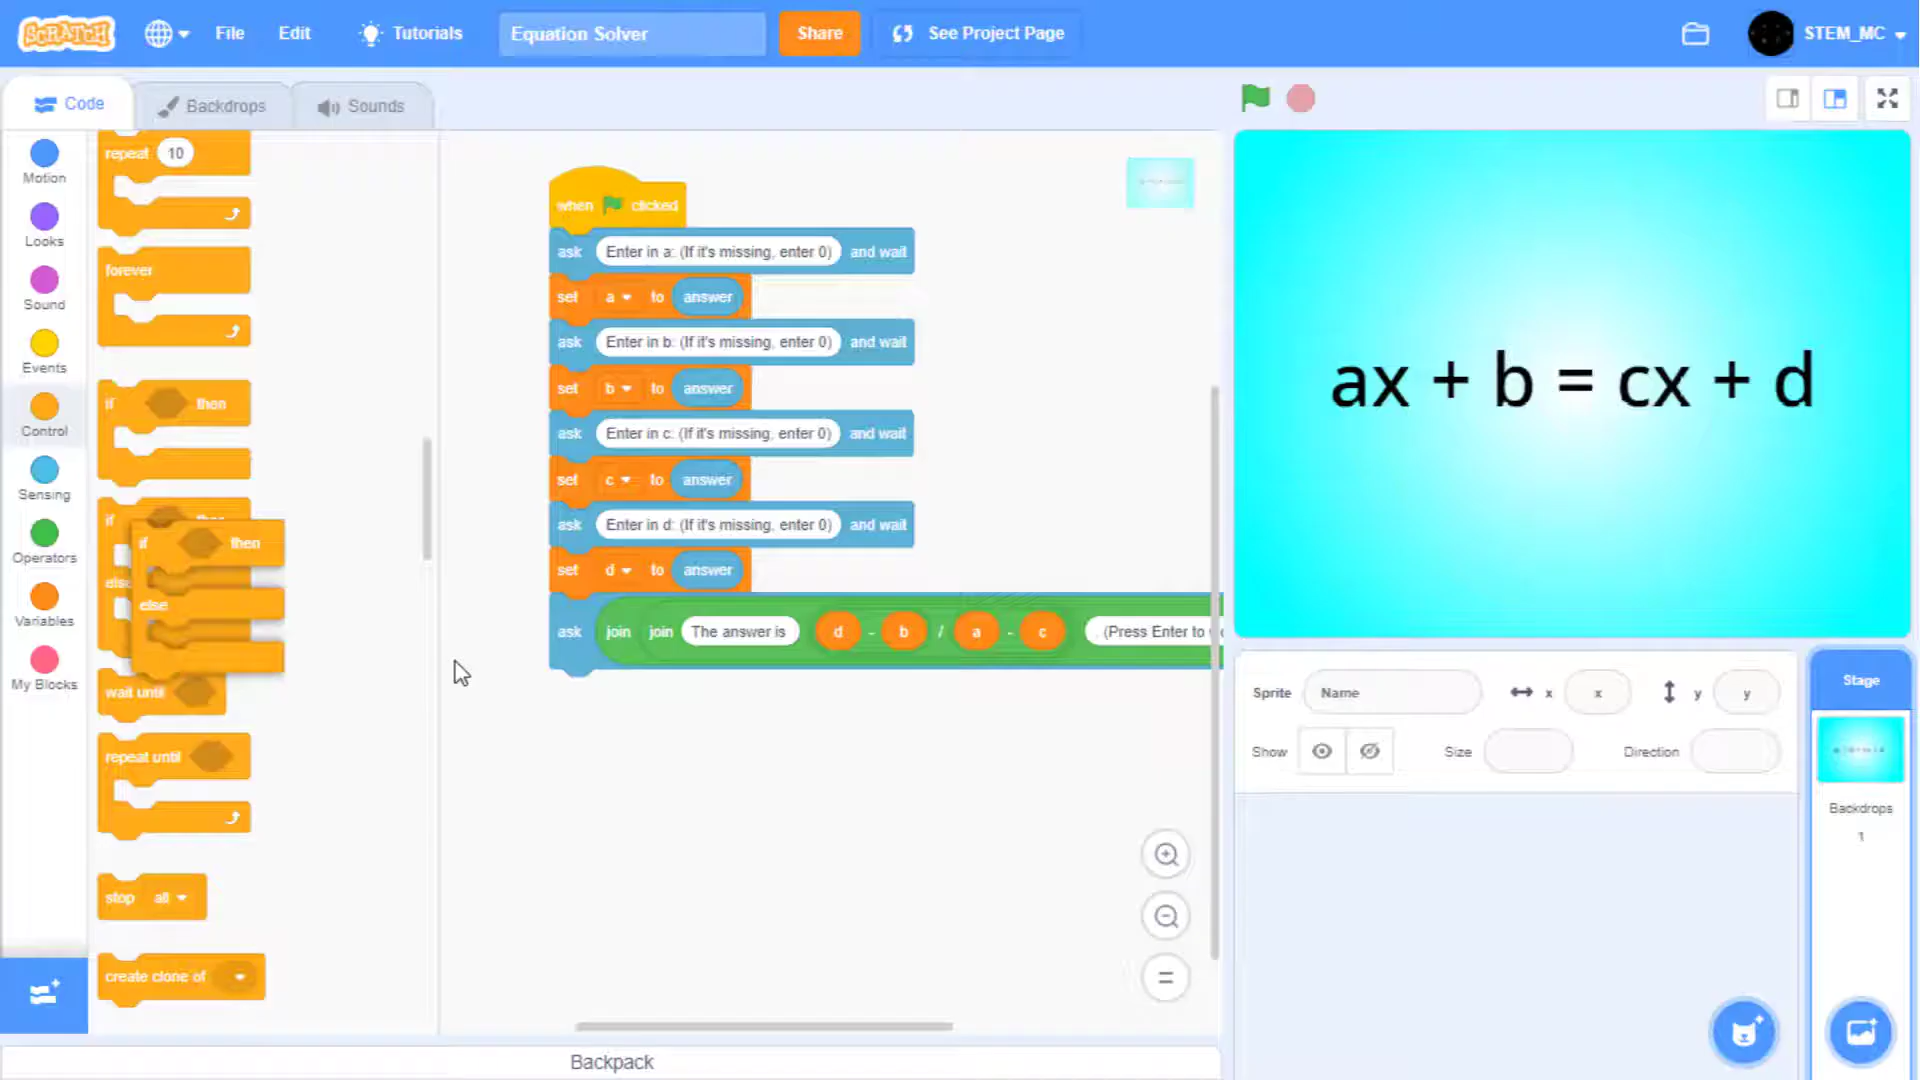 SCRATCH
File
Edit
Tutorials
Equation Solver
Share
See Project Page
STEM_MC
Code
Backdrops
Sounds
Motion
Looks
Sound
Events
Control
Sensing
Operators
Variables
My Blocks
repeat 10
forever
if then
if then
else
if then
else
wait until
repeat until
stop all
create clone of
when clicked
ask Enter in a: (If it's missing, enter 0) and wait
set a to answer
ask Enter in b: (If it's missing, enter 0) and wait
set b to answer
ask Enter in c: (If it's missing, enter 0) and wait
set c to answer
ask Enter in d: (If it's missing, enter 0) and wait
set d to answer
ask join join The answer is d - b / a - c . (Press Enter to
Backpack
ax + b = cx + d
Sprite Name x x y y
Show Size Direction
Stage
Backdrops
1